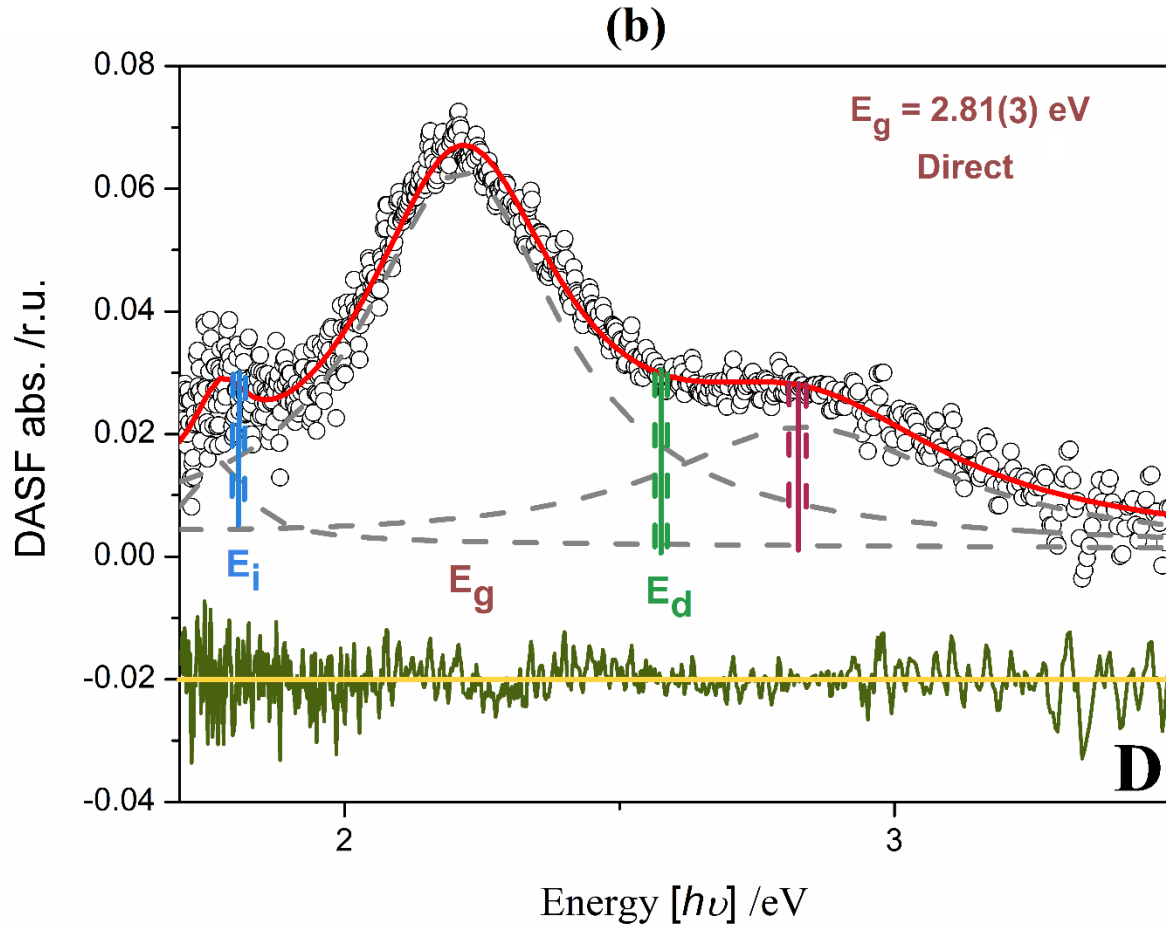 (b)
0.08
0.06
0.04
0.02
0.00
-0.02
-0.04
DASF abs. /r.u.
E_g = 2.81(3) eV
Direct
E_i
E_g
E_d
D
2
3
Energy [hυ] /eV